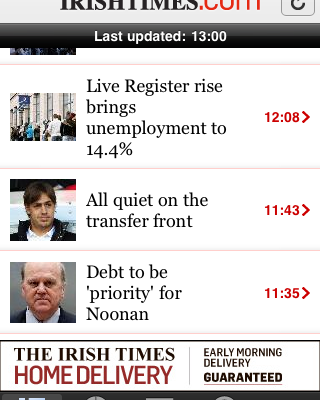 IRISHTIMES.com
Last updated: 13:00
Live Register rise
brings
unemployment to
14.4%
12:08
All quiet on the
transfer front
11:43
Debt to be
'priority' for
Noonan
11:35
THE IRISH TIMES
HOME DELIVERY
EARLY MORNING
DELIVERY
GUARANTEED